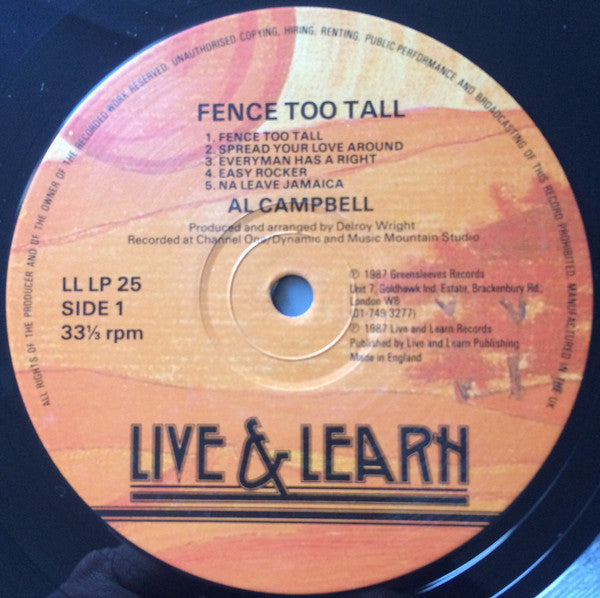 ALL RIGHTS OF THE PRODUCER AND OF THE OWNER OF THE RECORDED WORK RESERVED. UNAUTHORISED COPYING, HIRING, RENTING, PUBLIC PERFORMANCE AND BROADCASTING OF THIS RECORD PROHIBITED. MANUFACTURED IN THE UK
FENCE TOO TALL
1. FENCE TOO TALL
2. SPREAD YOUR LOVE AROUND
3. EVERYMAN HAS A RIGHT
4. EASY ROCKER
5. NA LEAVE JAMAICA
AL CAMPBELL
Produced and arranged by Delroy Wright
Recorded at Channel One/Dynamic and Music Mountain Studio
LL LP 25
SIDE 1
33⅓ rpm
℗ 1987 Greensleeves Records
Unit 7, Goldhawk Ind. Estate, Brackenbury Rd.,
London W6
(01-749 3277)
℗ 1987 Live and Learn Records
Published by Live and Learn Publishing
Made in England
LIVE & LEARN